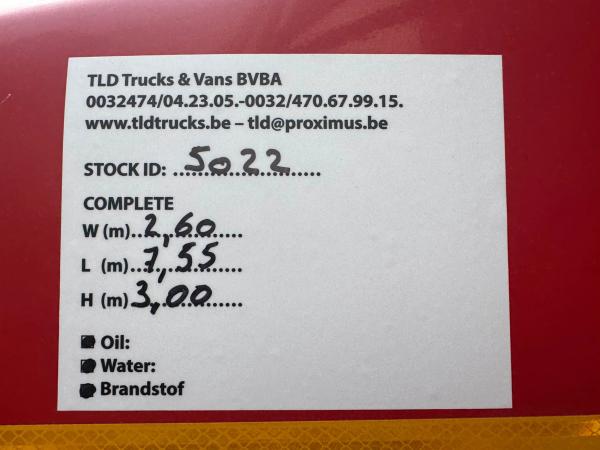 TLD Trucks & Vans BVBA
0032474/04.23.05.-0032/470.67.99.15.
www.tldtrucks.be – tld@proximus.be
STOCK ID: ...5022...
COMPLETE
W (m)..2,60.....
L (m)..7,55.....
H (m) 3,00......
Oil:
Water:
Brandstof